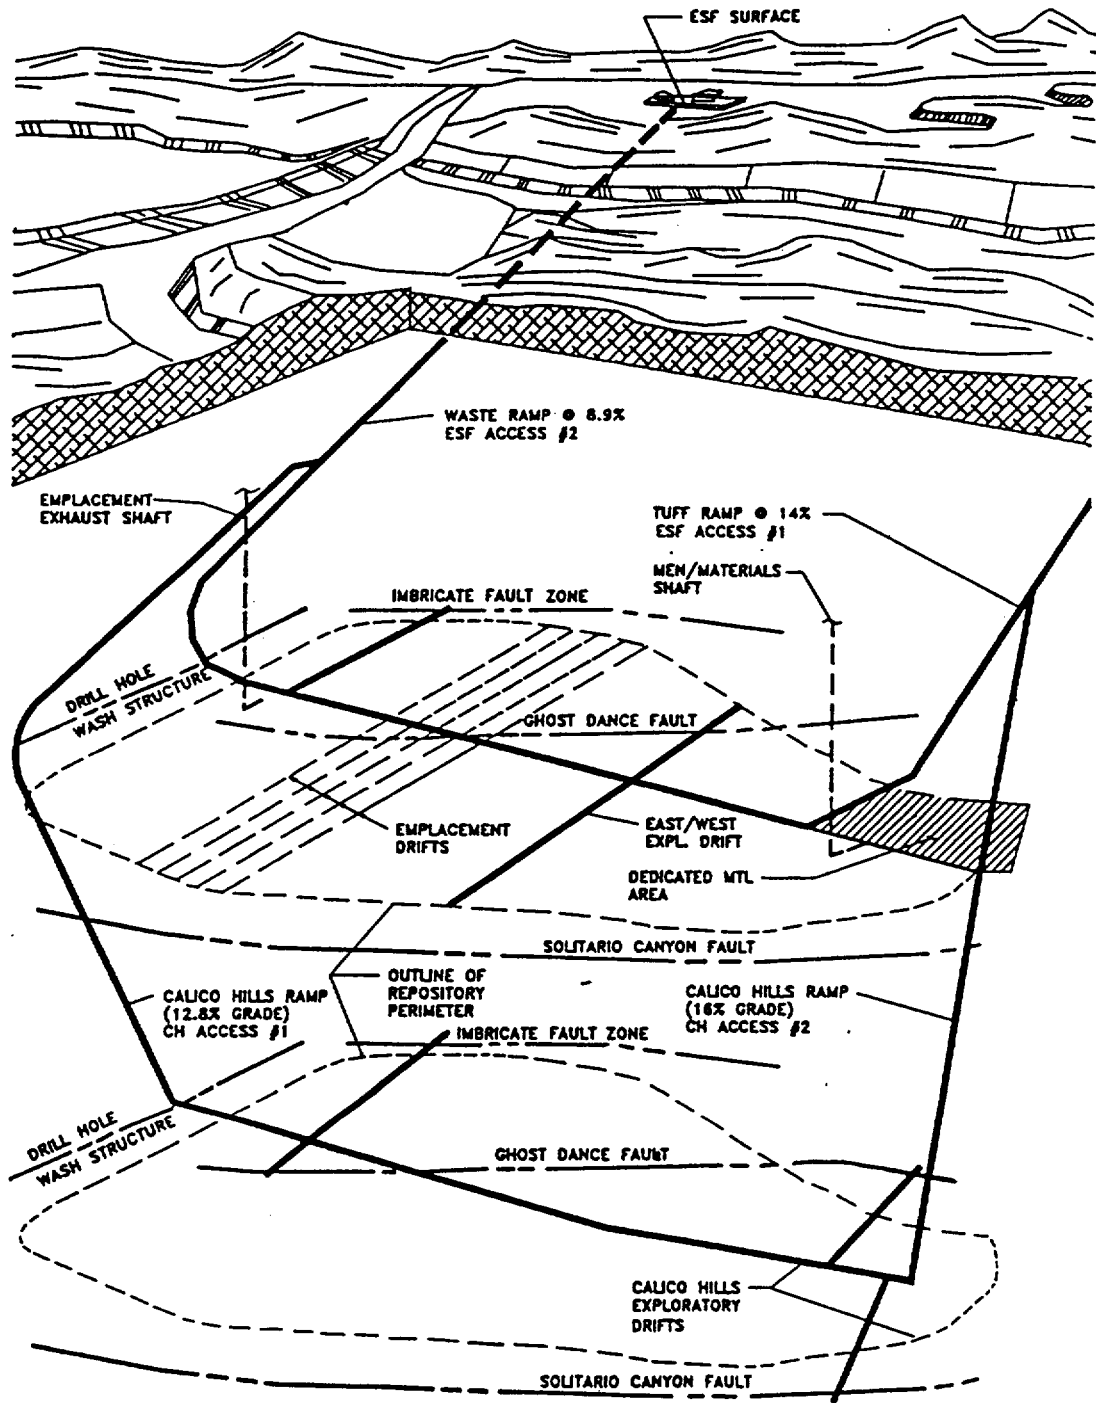 ESF SURFACE
WASTE RAMP @ 8.9%
ESF ACCESS #2
EMPLACEMENT
EXHAUST SHAFT
TUFF RAMP @ 14%
ESF ACCESS #1
MEN/MATERIALS
SHAFT
IMBRICATE FAULT ZONE
DRILL HOLE
WASH STRUCTURE
GHOST DANCE FAULT
EMPLACEMENT
DRIFTS
EAST/WEST
EXPL. DRIFT
DEDICATED MTL
AREA
SOLITARIO CANYON FAULT
OUTLINE OF
REPOSITORY
PERIMETER
CALICO HILLS RAMP
(12.8% GRADE)
CH ACCESS #1
CALICO HILLS RAMP
(16% GRADE)
CH ACCESS #2
IMBRICATE FAULT ZONE
DRILL HOLE
WASH STRUCTURE
GHOST DANCE FAULT
CALICO HILLS
EXPLORATORY
DRIFTS
SOLITARIO CANYON FAULT